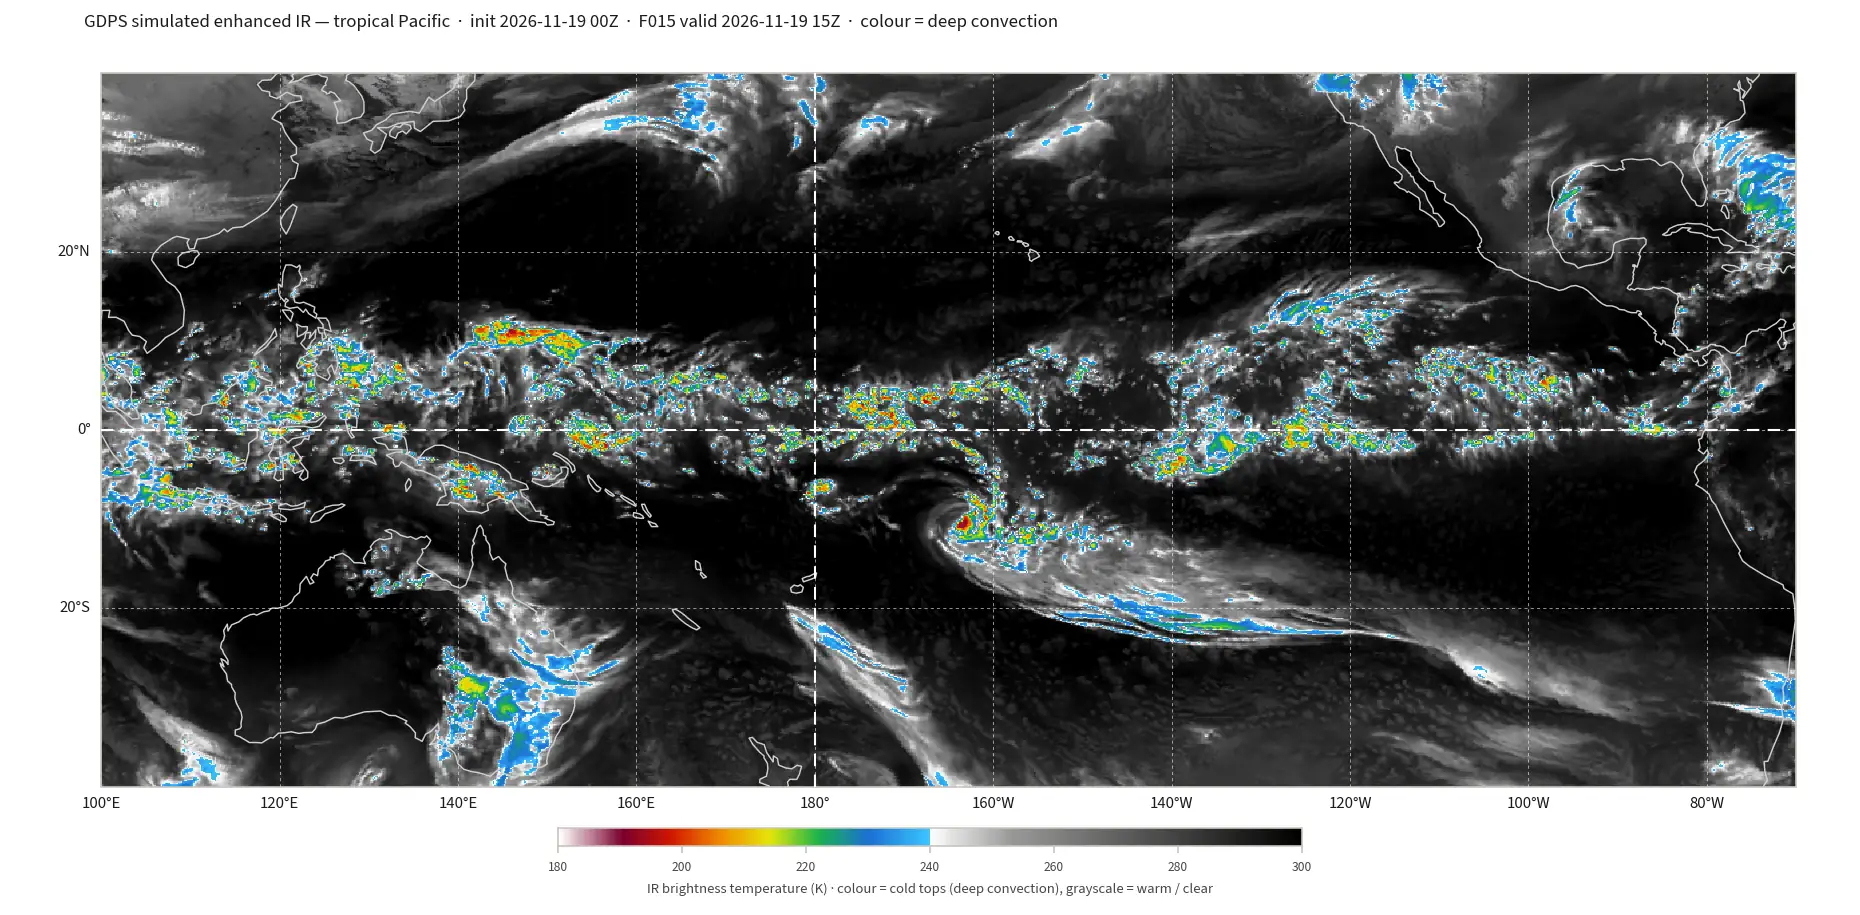 GDPS simulated enhanced IR — tropical Pacific · init 2026-11-19 00Z · F015 valid 2026-11-19 15Z · colour = deep convection
20°N
0°
20°S
100°E 120°E 140°E 160°E 180° 160°W 140°W 120°W 100°W 80°W
180 200 220 240 260 280 300
IR brightness temperature (K) · colour = cold tops (deep convection), grayscale = warm / clear